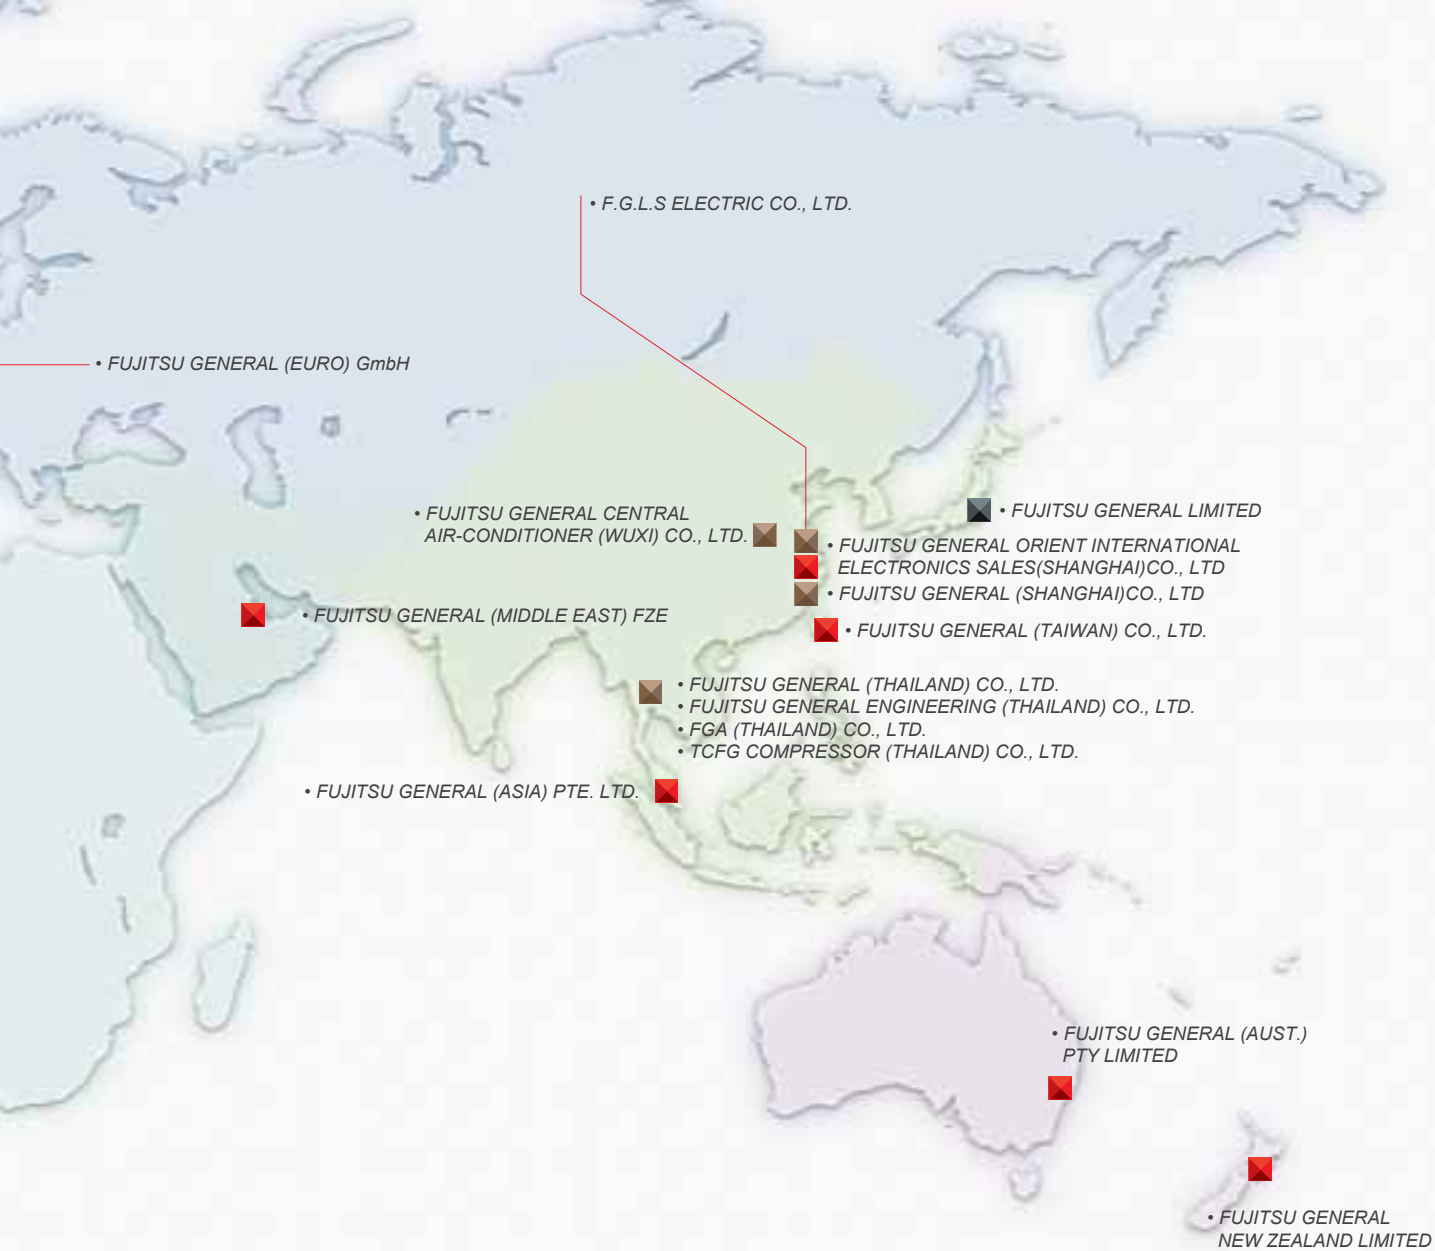 • F.G.L.S ELECTRIC CO., LTD.
• FUJITSU GENERAL (EURO) GmbH
• FUJITSU GENERAL CENTRAL
AIR-CONDITIONER (WUXI) CO., LTD.
• FUJITSU GENERAL LIMITED
• FUJITSU GENERAL ORIENT INTERNATIONAL
ELECTRONICS SALES(SHANGHAI)CO., LTD
• FUJITSU GENERAL (SHANGHAI)CO., LTD
• FUJITSU GENERAL (MIDDLE EAST) FZE
• FUJITSU GENERAL (TAIWAN) CO., LTD.
• FUJITSU GENERAL (THAILAND) CO., LTD.
• FUJITSU GENERAL ENGINEERING (THAILAND) CO., LTD.
• FGA (THAILAND) CO., LTD.
• TCFG COMPRESSOR (THAILAND) CO., LTD.
• FUJITSU GENERAL (ASIA) PTE. LTD.
• FUJITSU GENERAL (AUST.)
PTY LIMITED
• FUJITSU GENERAL
NEW ZEALAND LIMITED